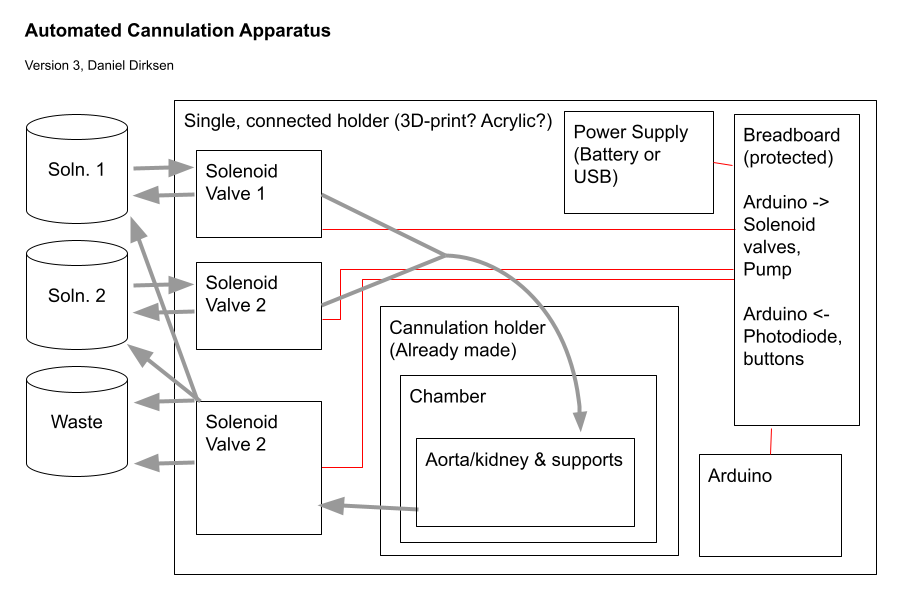 Automated Cannulation Apparatus
Version 3, Daniel Dirksen
Single, connected holder (3D-print? Acrylic?)
Soln. 1
Soln. 2
Waste
Solenoid
Valve 1
Solenoid
Valve 2
Solenoid
Valve 2
Power Supply
(Battery or
USB)
Breadboard
(protected)
Arduino ->
Solenoid
valves,
Pump
Arduino <-
Photodiode,
buttons
Cannulation holder
(Already made)
Chamber
Aorta/kidney & supports
Arduino